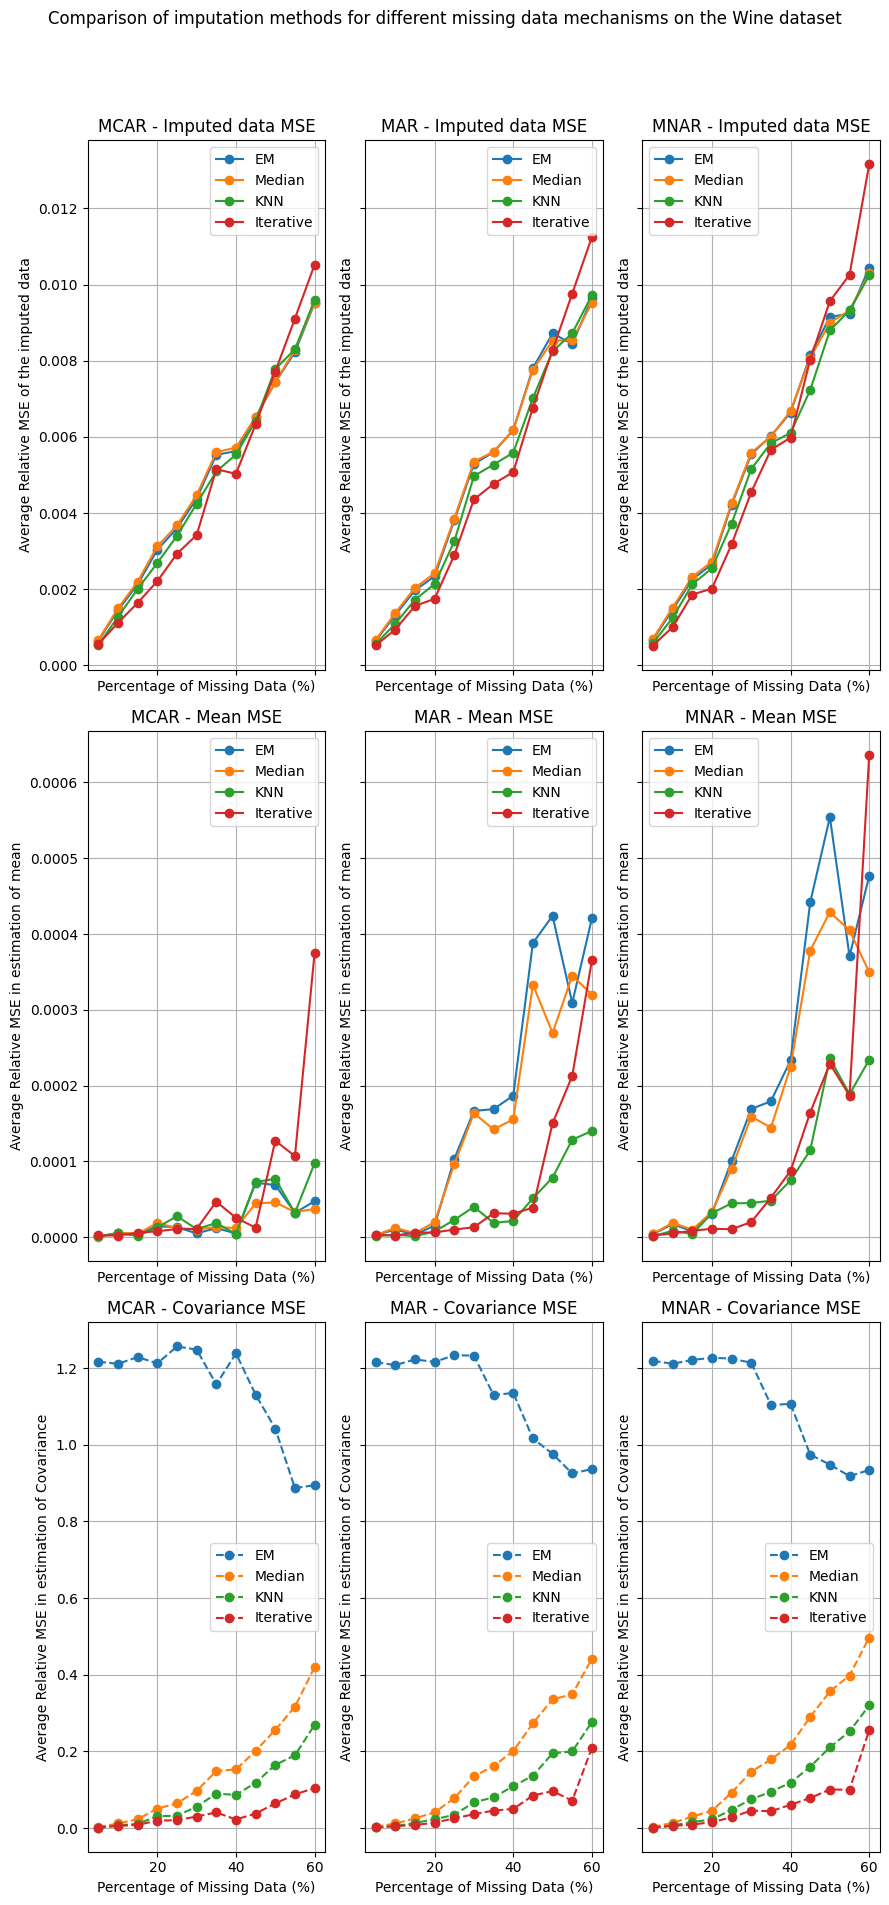 Comparison of imputation methods for different missing data mechanisms on the Wine dataset
MCAR - Imputed data MSE
Average Relative MSE of the imputed data
0.012
0.010
0.008
0.006
0.004
0.002
0.000
EM
Median
KNN
Iterative
Percentage of Missing Data (%)
MAR - Imputed data MSE
Average Relative MSE of the imputed data
EM
Median
KNN
Iterative
Percentage of Missing Data (%)
MNAR - Imputed data MSE
Average Relative MSE of the imputed data
EM
Median
KNN
Iterative
Percentage of Missing Data (%)
MCAR - Mean MSE
Average Relative MSE in estimation of mean
0.0006
0.0005
0.0004
0.0003
0.0002
0.0001
0.0000
EM
Median
KNN
Iterative
Percentage of Missing Data (%)
MAR - Mean MSE
Average Relative MSE in estimation of mean
EM
Median
KNN
Iterative
Percentage of Missing Data (%)
MNAR - Mean MSE
Average Relative MSE in estimation of mean
EM
Median
KNN
Iterative
Percentage of Missing Data (%)
MCAR - Covariance MSE
Average Relative MSE in estimation of Covariance
1.2
1.0
0.8
0.6
0.4
0.2
0.0
EM
Median
KNN
Iterative
20 40 60
Percentage of Missing Data (%)
MAR - Covariance MSE
Average Relative MSE in estimation of Covariance
EM
Median
KNN
Iterative
20 40 60
Percentage of Missing Data (%)
MNAR - Covariance MSE
Average Relative MSE in estimation of Covariance
EM
Median
KNN
Iterative
20 40 60
Percentage of Missing Data (%)